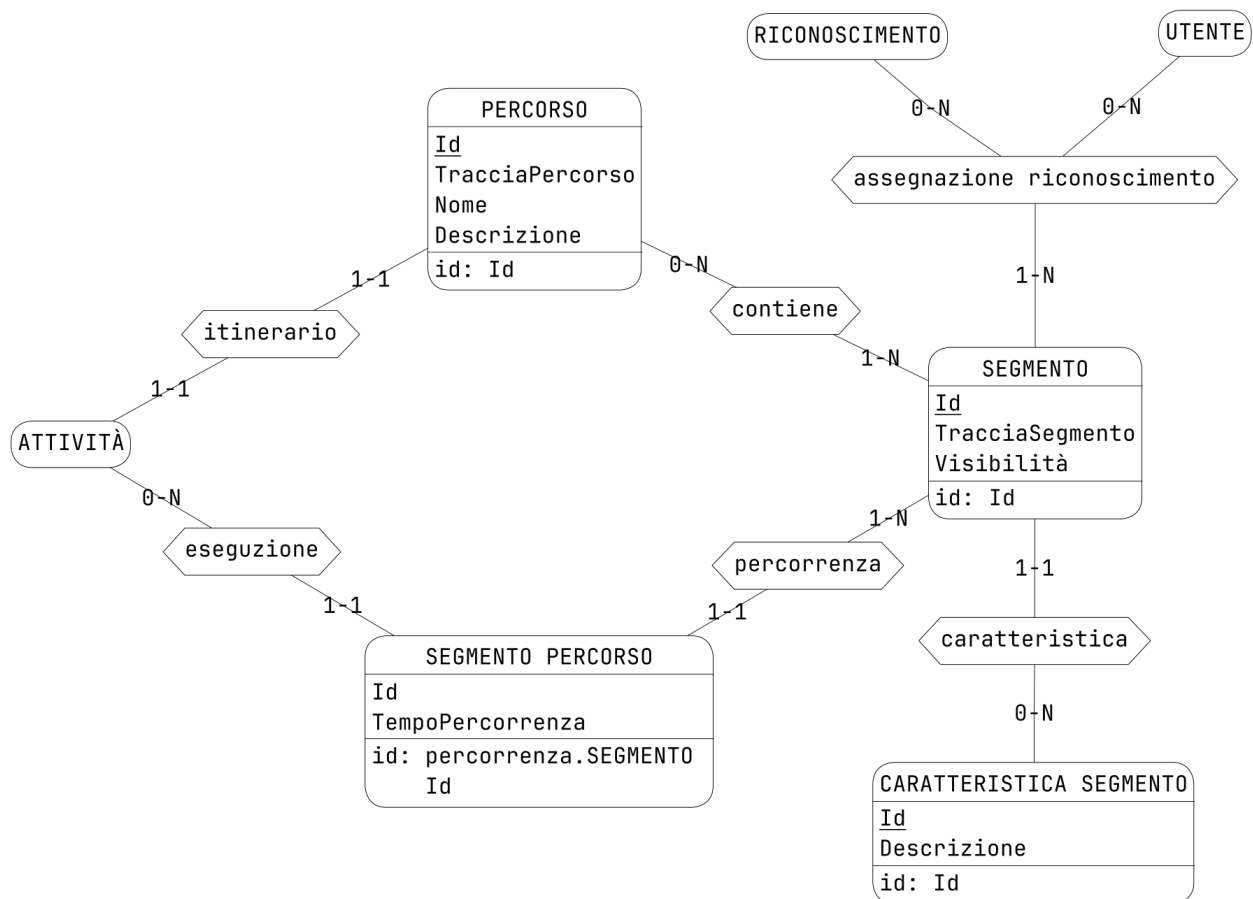 RICONOSCIMENTO
UTENTE
0-N
0-N
assegnazione riconoscimento
1-N
PERCORSO
Id
TracciaPercorso
Nome
Descrizione
id: Id
1-1
0-N
itinerario
contiene
1-1
1-N
ATTIVITÀ
SEGMENTO
Id
TracciaSegmento
Visibilità
id: Id
0-N
1-N
eseguzione
percorrenza
1-1
1-1
1-1
SEGMENTO PERCORSO
Id
TempoPercorrenza
id: percorrenza.SEGMENTO
Id
caratteristica
0-N
CARATTERISTICA SEGMENTO
Id
Descrizione
id: Id